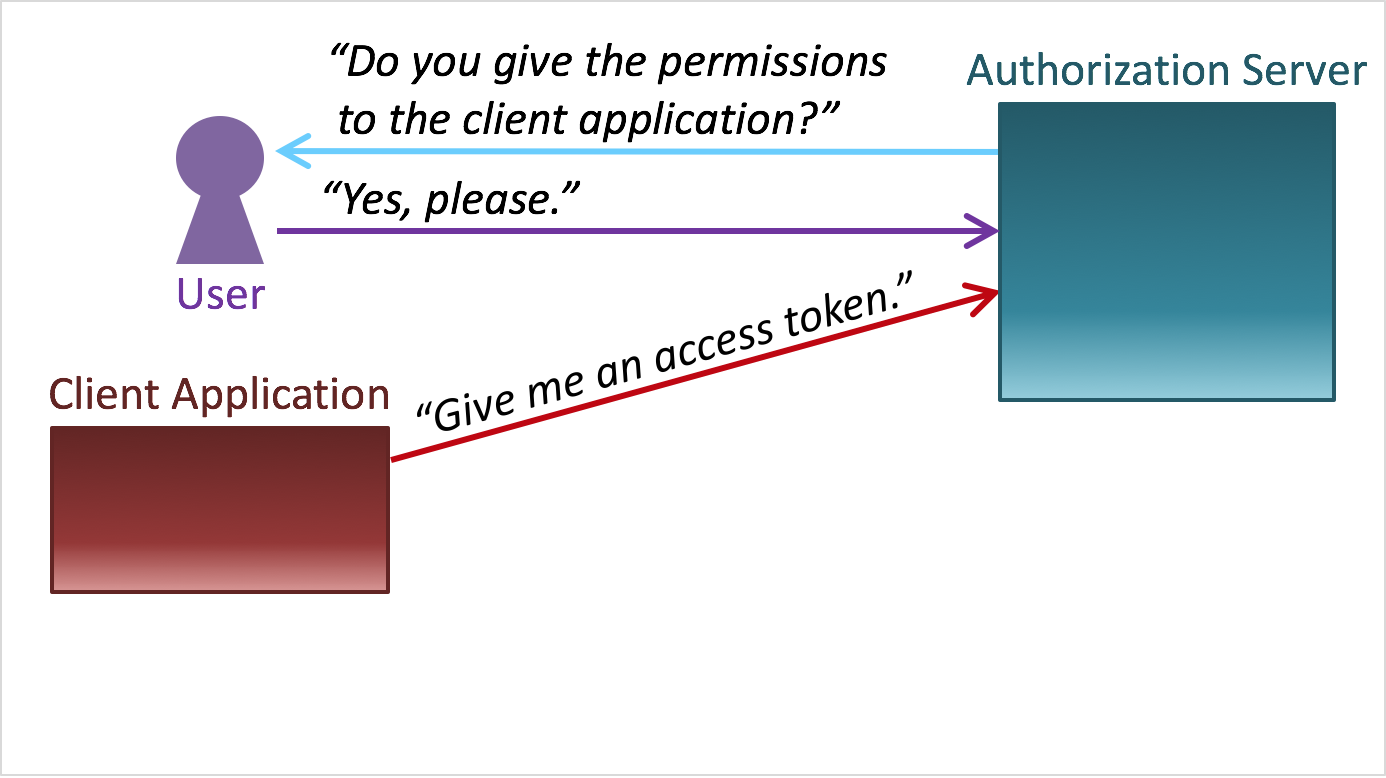 “Do you give the permissions
to the client application?”
Authorization Server
“Yes, please.”
User
“Give me an access token.”
Client Application